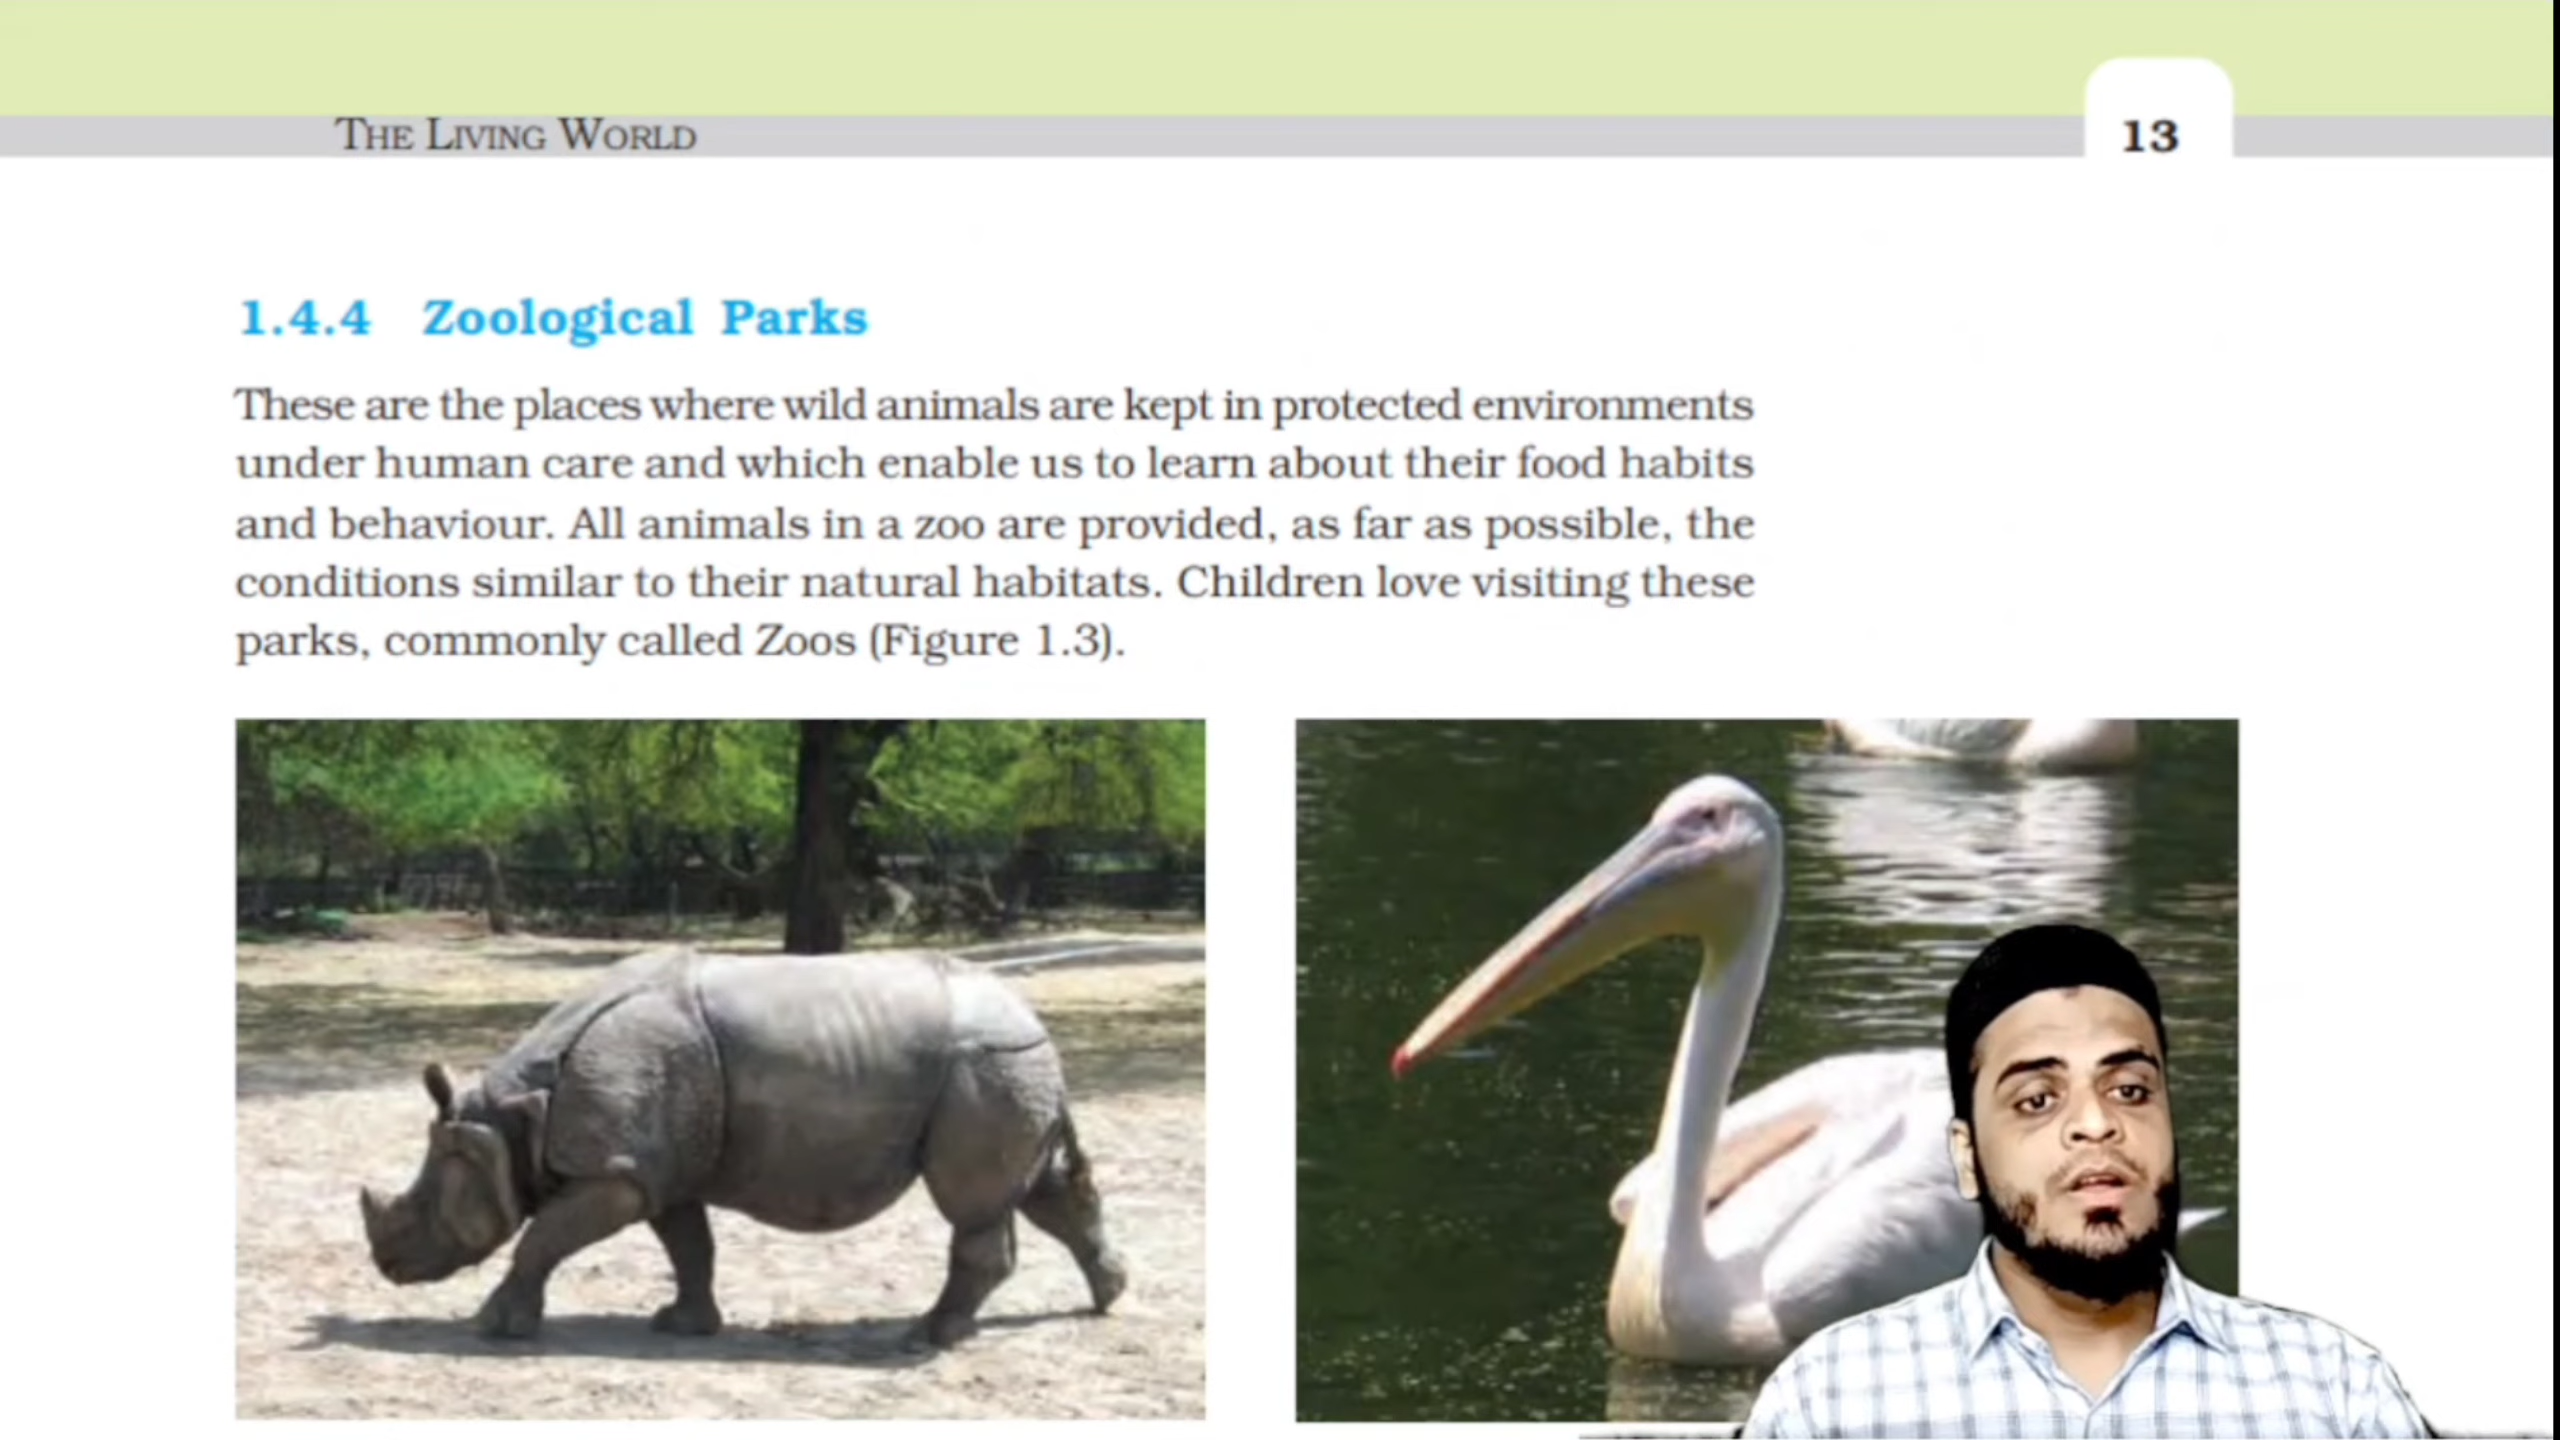 THE LIVING WORLD
13
1.4.4 Zoological Parks
These are the places where wild animals are kept in protected environments
under human care and which enable us to learn about their food habits
and behaviour. All animals in a zoo are provided, as far as possible, the
conditions similar to their natural habitats. Children love visiting these
parks, commonly called Zoos (Figure 1.3).